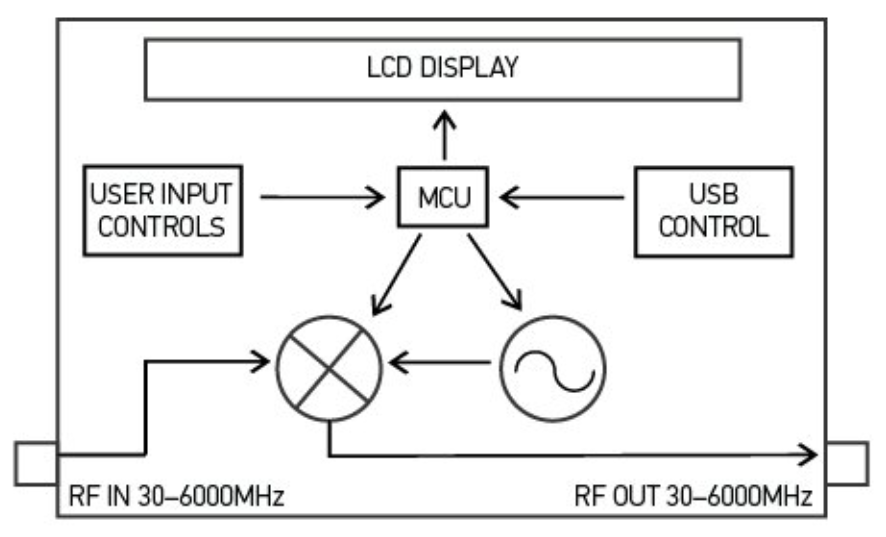 LCD DISPLAY
USER INPUT
CONTROLS
MCU
USB
CONTROL
RF IN 30–6000MHz
RF OUT 30–6000MHz